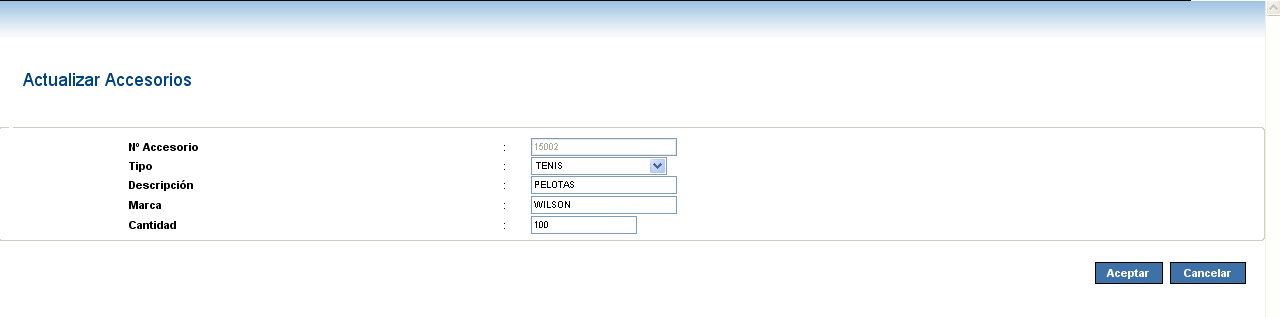 Actualizar Accesorios
Nº Accesorio : 15002
Tipo : TENIS
Descripción : PELOTAS
Marca : WILSON
Cantidad : 100
Aceptar Cancelar